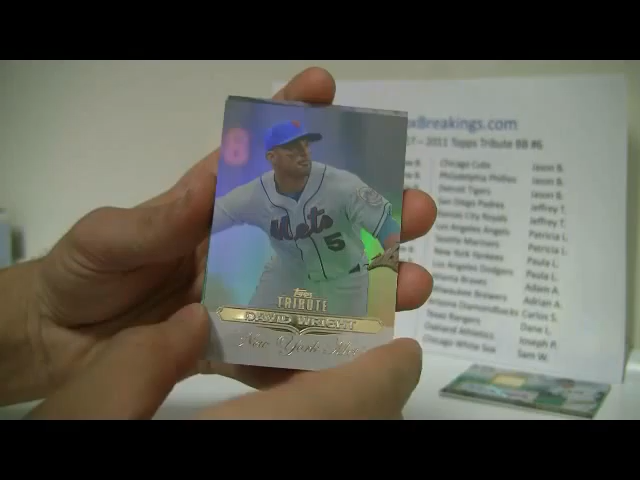 Breakings.com
2011 Topps Tribute BB #6
Chicago Cubs Jason B.
Philadelphia Phillies Jason B.
Detroit Tigers Jason B.
San Diego Padres Jeffrey T.
Kansas City Royals Jeffrey T.
Los Angeles Patricia L.
Seattle Mariners Patricia L.
New York Yankees Paula L.
Los Angeles Dodgers Paula L.
Adam A.
Milwaukee Brewers Adrian A.
Arizona Diamondbacks Carlos S.
Texas Rangers Dane L.
Oakland Athletics Joseph P.
Chicago White Sox Sam W.
8
Mets
5
Topps
TRIBUTE
DAVID WRIGHT
New York Mets